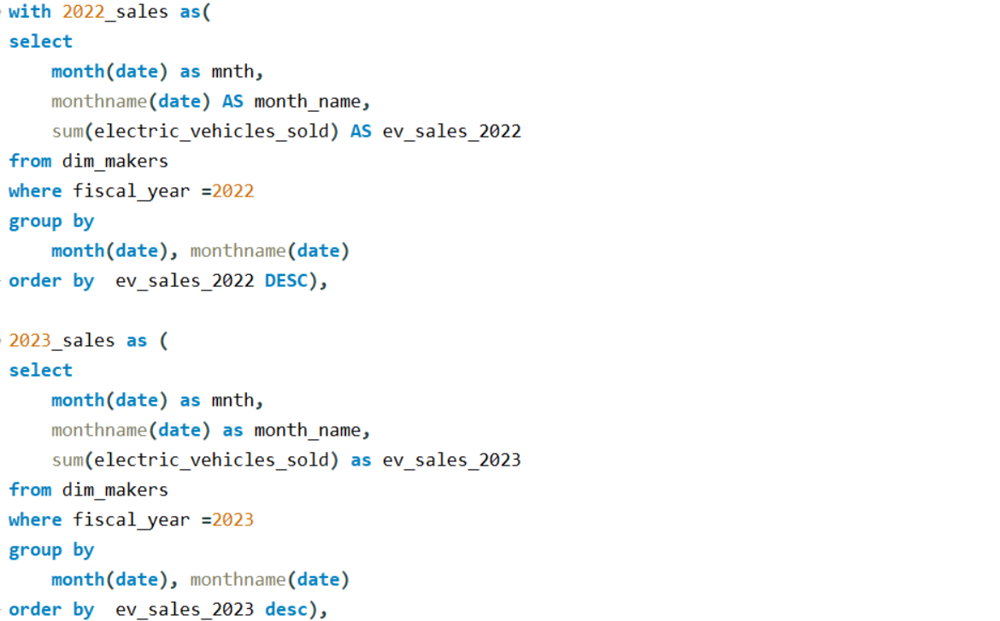 with 2022_sales as(
select
    month(date) as mnth,
    monthname(date) AS month_name,
    sum(electric_vehicles_sold) AS ev_sales_2022
from dim_makers
where fiscal_year =2022
group by
    month(date), monthname(date)
order by  ev_sales_2022 DESC),

2023_sales as (
select
    month(date) as mnth,
    monthname(date) as month_name,
    sum(electric_vehicles_sold) as ev_sales_2023
from dim_makers
where fiscal_year =2023
group by
    month(date), monthname(date)
order by  ev_sales_2023 desc),